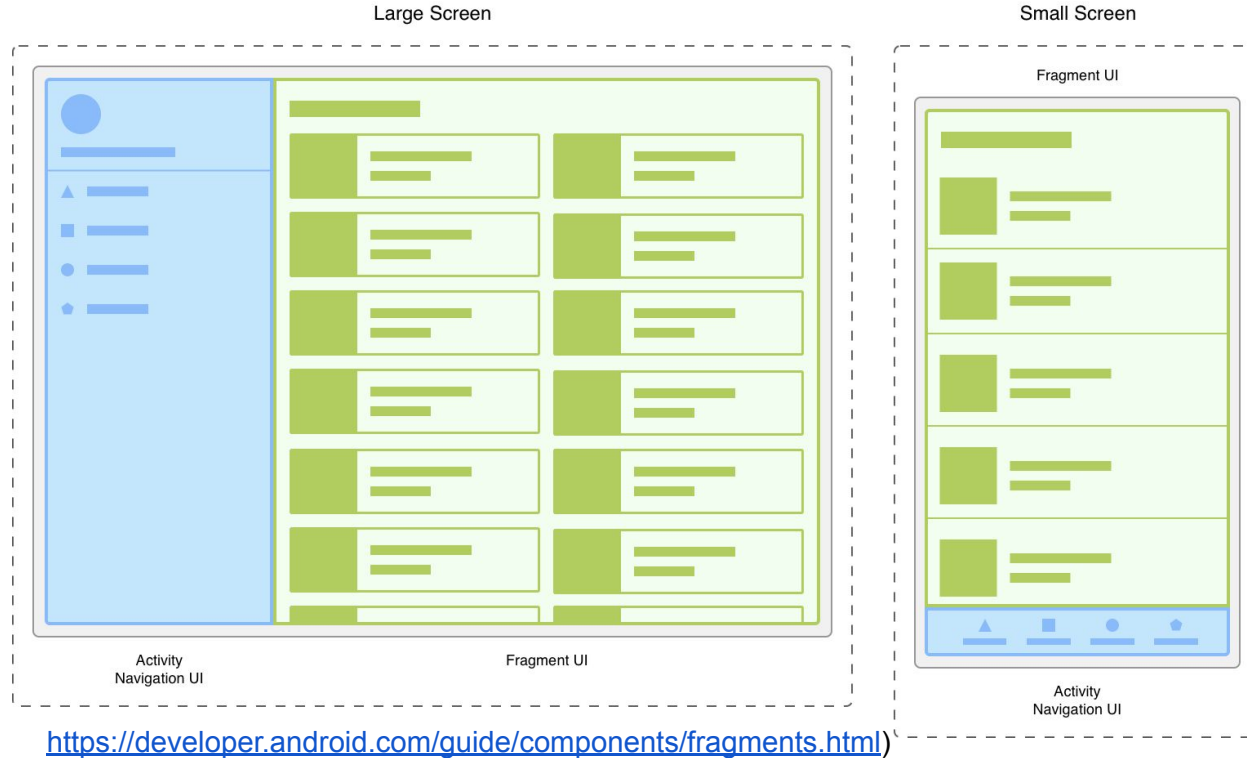 Large Screen
Small Screen
Fragment UI
Activity
Navigation UI
Fragment UI
Activity
Navigation UI
https://developer.android.com/guide/components/fragments.html)